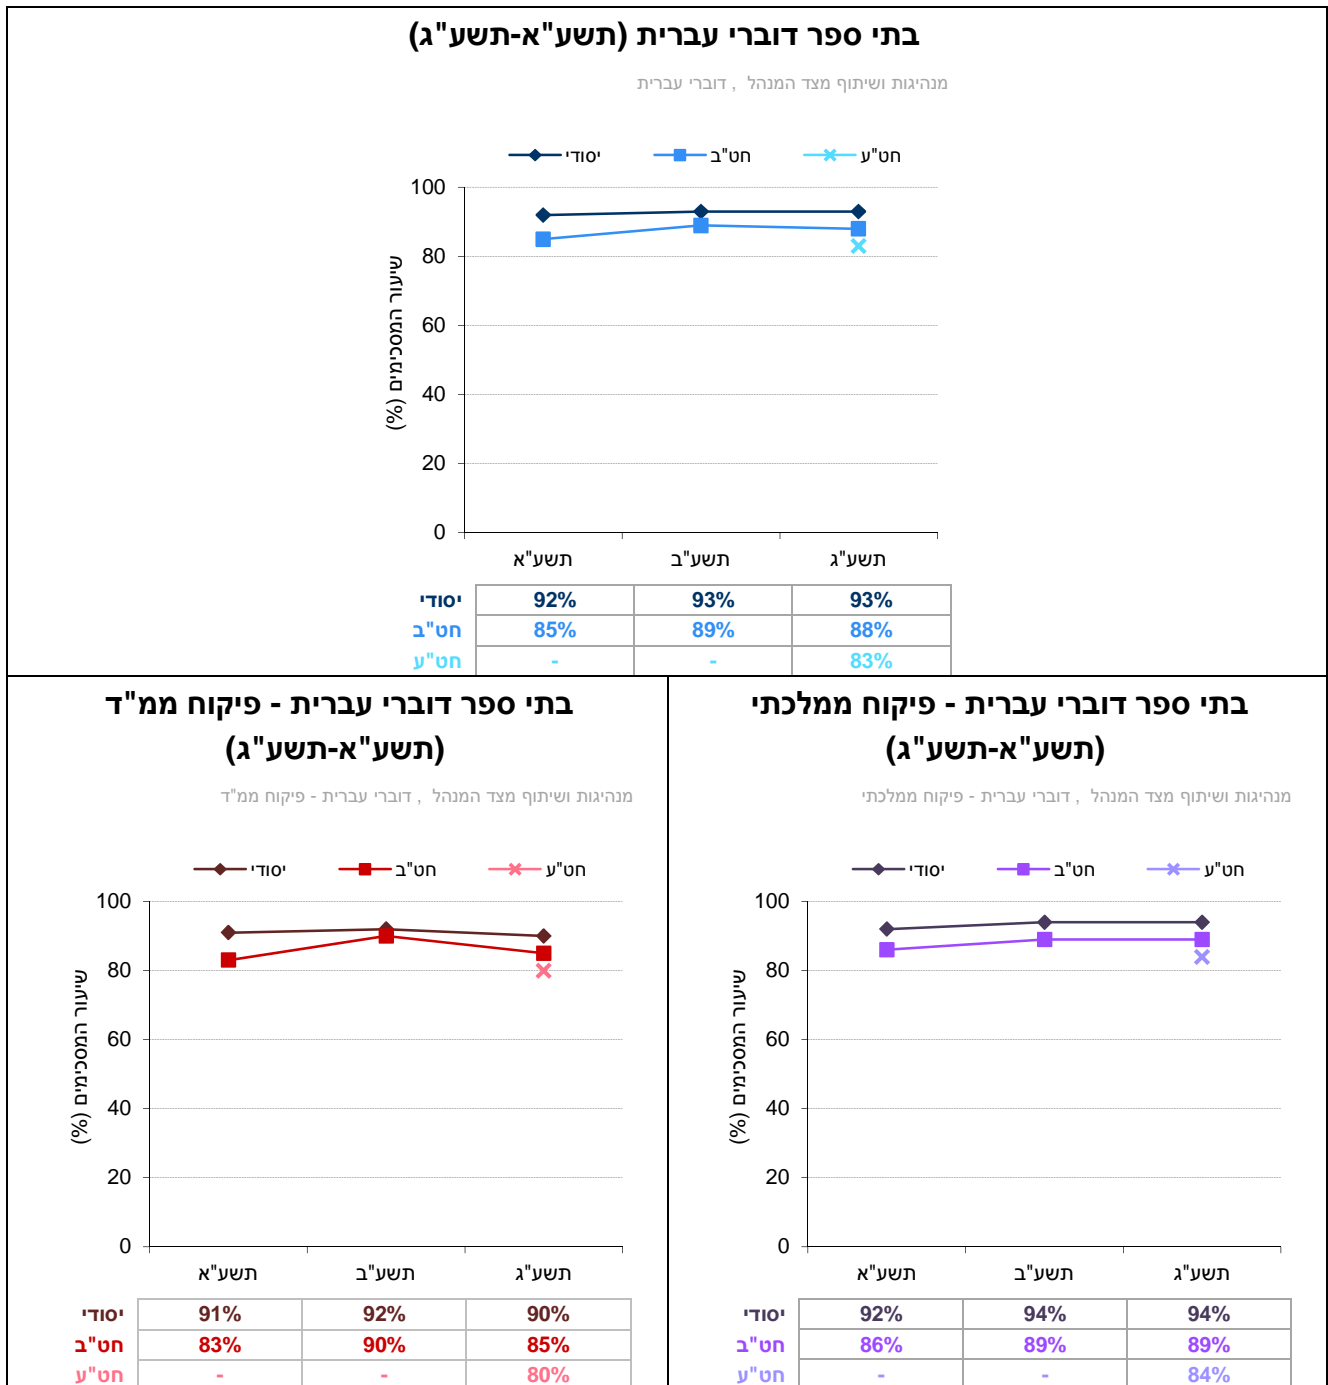 בתי ספר דוברי עברית (תשע"א-תשע"ג)
מנהיגות ושיתוף מצד המנהל , דוברי עברית
יסודי חט"ב חט"ע
שיעור המסכימים (%)
100
80
60
40
20
0
תשע"א תשע"ב תשע"ג
יסודי 92% 93% 93%
חט"ב 85% 89% 88%
חט"ע - - 83%
בתי ספר דוברי עברית - פיקוח ממלכתי
(תשע"א-תשע"ג)
מנהיגות ושיתוף מצד המנהל , דוברי עברית - פיקוח ממלכתי
יסודי חט"ב חט"ע
שיעור המסכימים (%)
100
80
60
40
20
0
תשע"א תשע"ב תשע"ג
יסודי 92% 94% 94%
חט"ב 86% 89% 89%
חט"ע - - 84%
בתי ספר דוברי עברית - פיקוח ממ"ד
(תשע"א-תשע"ג)
מנהיגות ושיתוף מצד המנהל , דוברי עברית - פיקוח ממ"ד
יסודי חט"ב חט"ע
שיעור המסכימים (%)
100
80
60
40
20
0
תשע"א תשע"ב תשע"ג
יסודי 91% 92% 90%
חט"ב 83% 90% 85%
חט"ע - - 80%